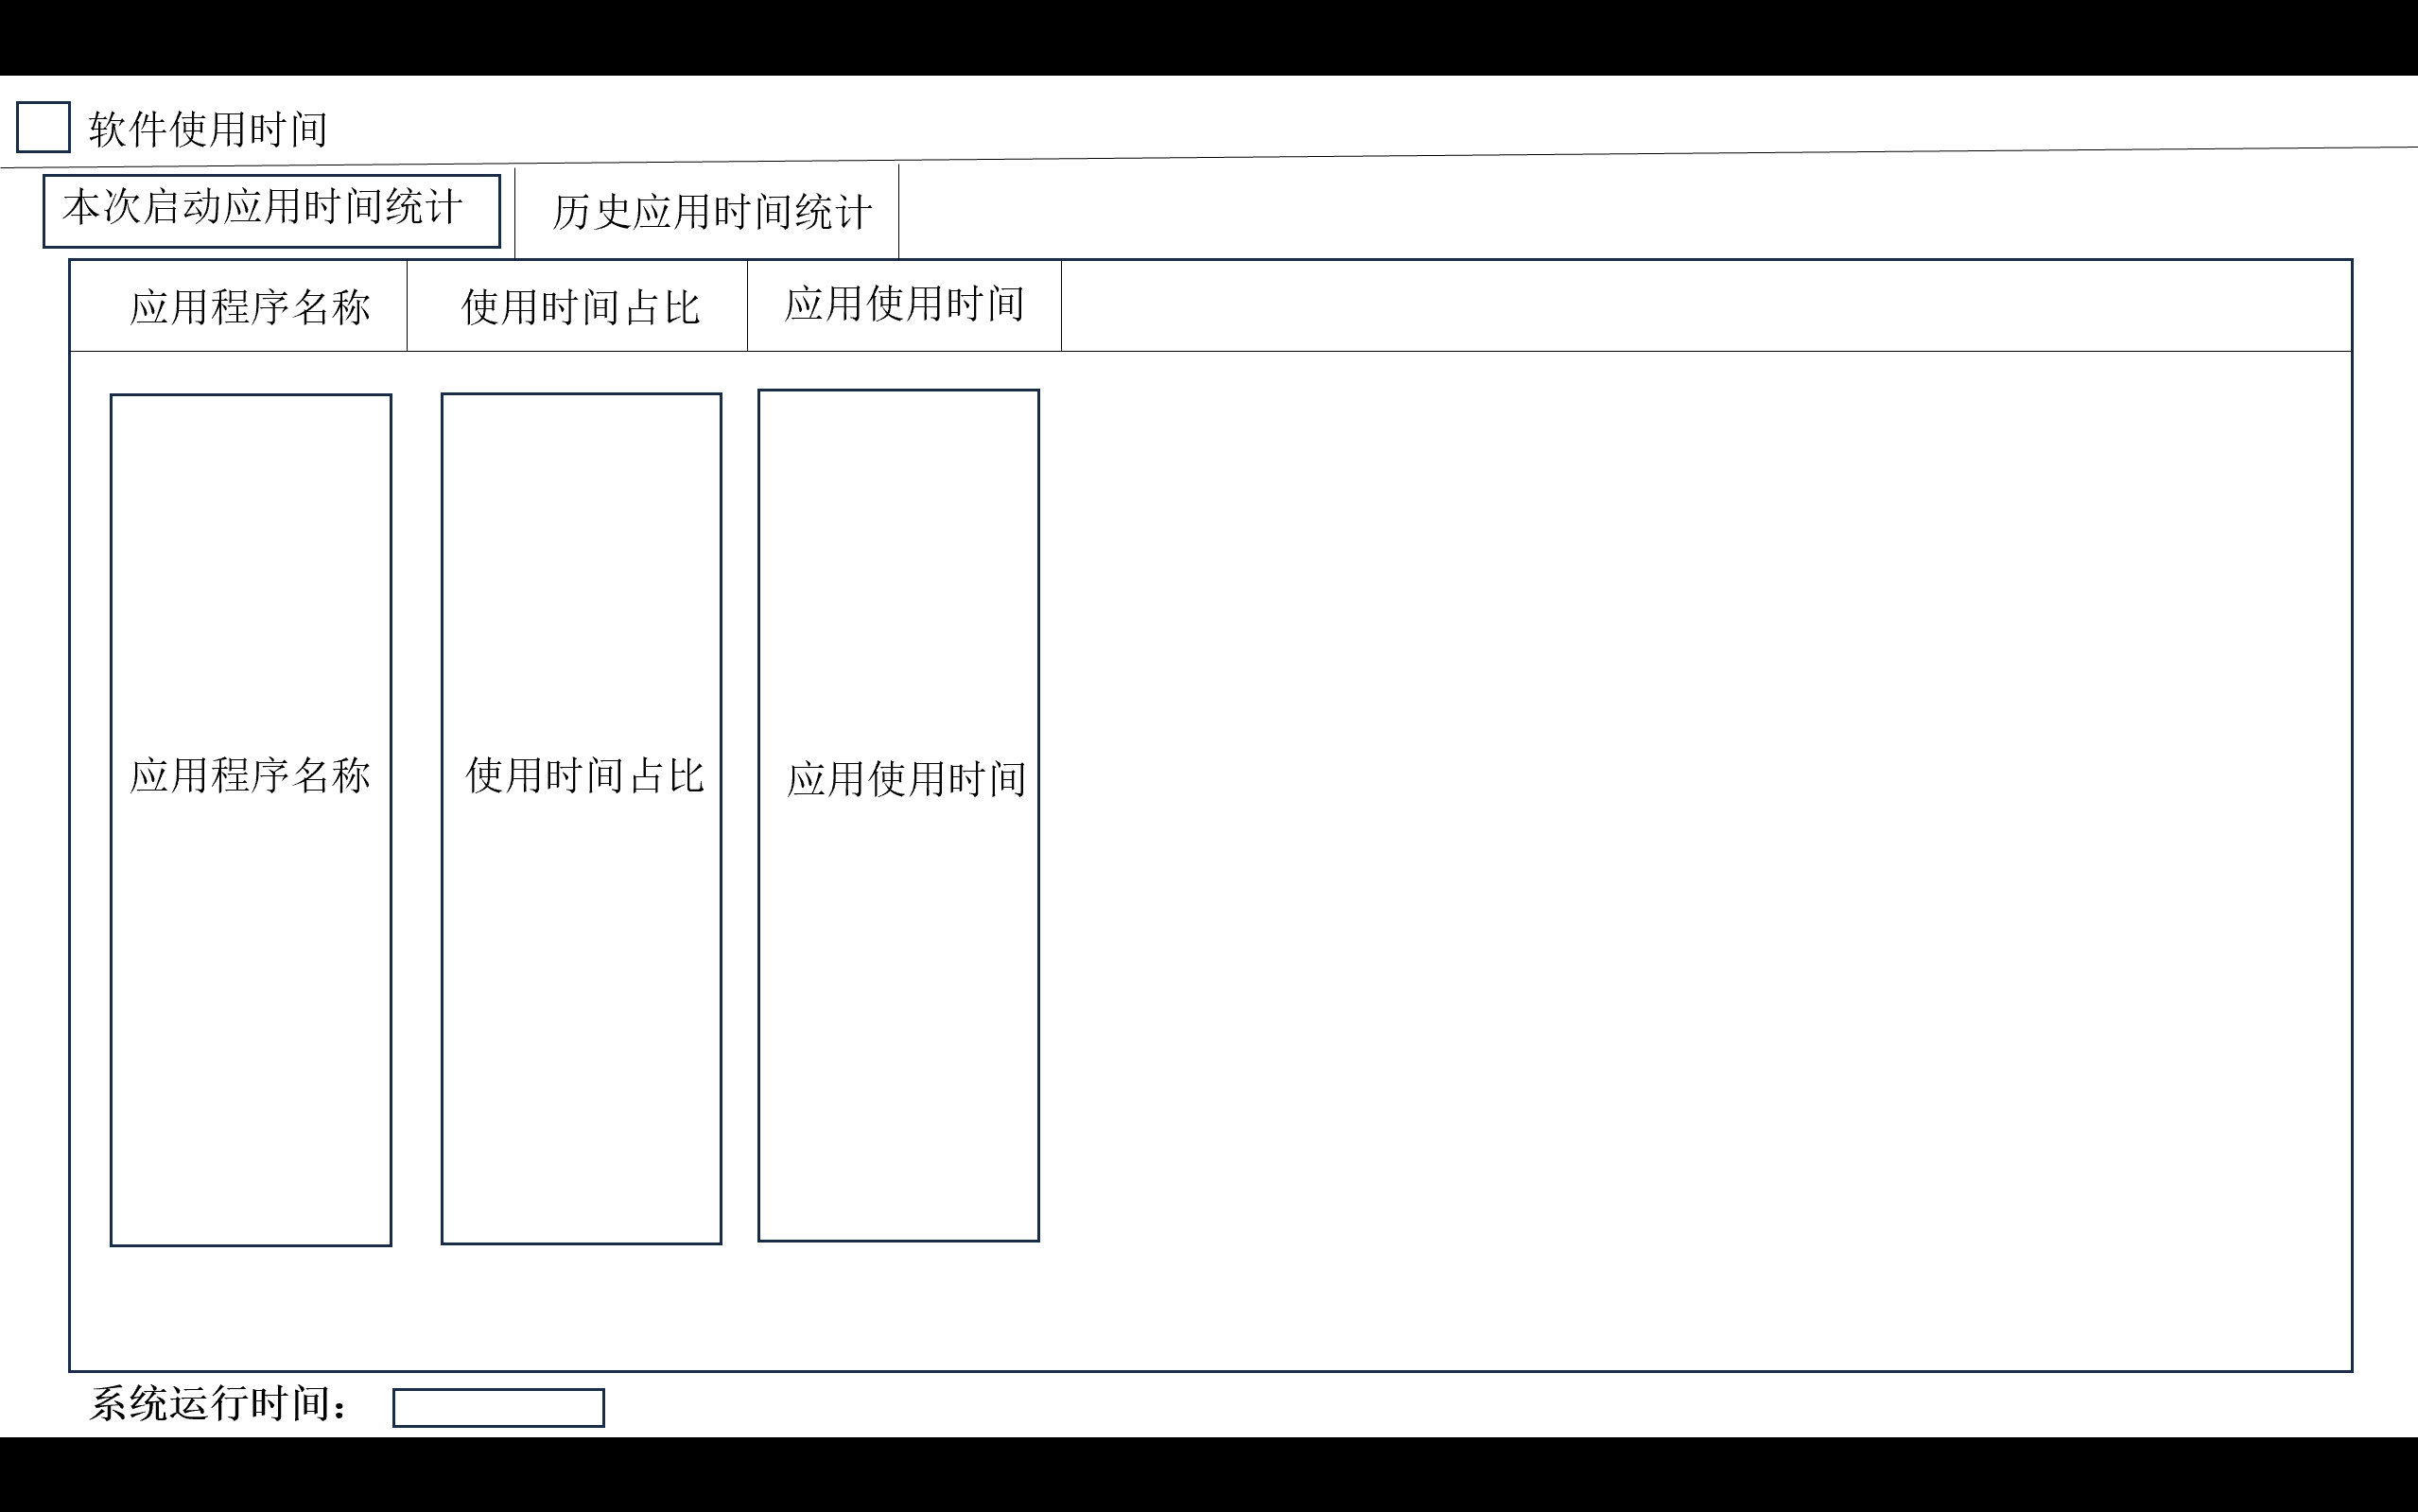 软件使用时间
本次启动应用时间统计
历史应用时间统计
应用程序名称
使用时间占比
应用使用时间
应用程序名称
使用时间占比
应用使用时间
系统运行时间：